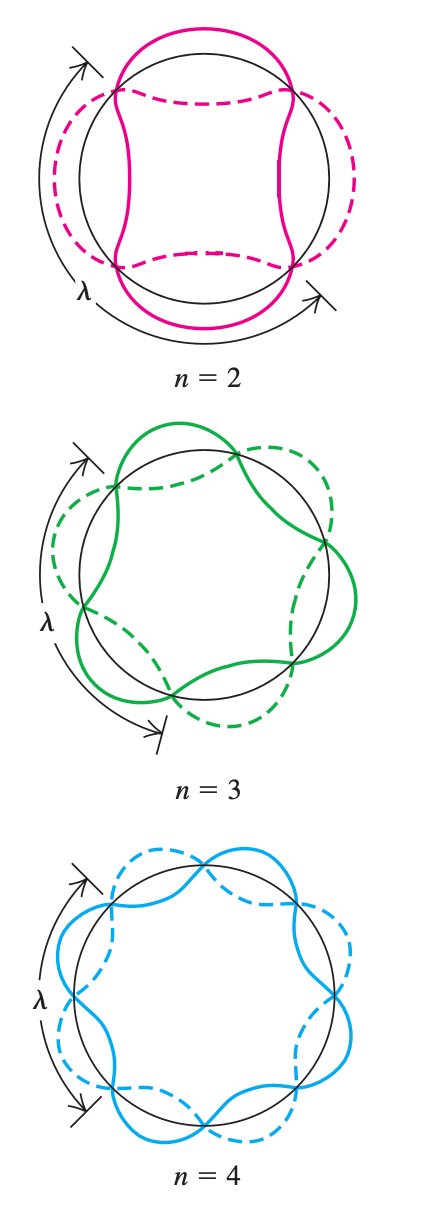 λ
n = 2
λ
n = 3
λ
n = 4